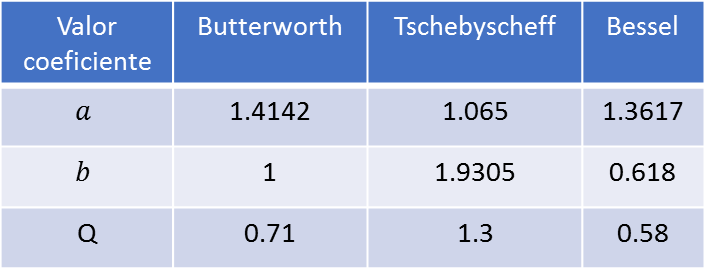 Valor coeficiente Butterworth Tschebyscheff Bessel
a 1.4142 1.065 1.3617
b 1 1.9305 0.618
Q 0.71 1.3 0.58